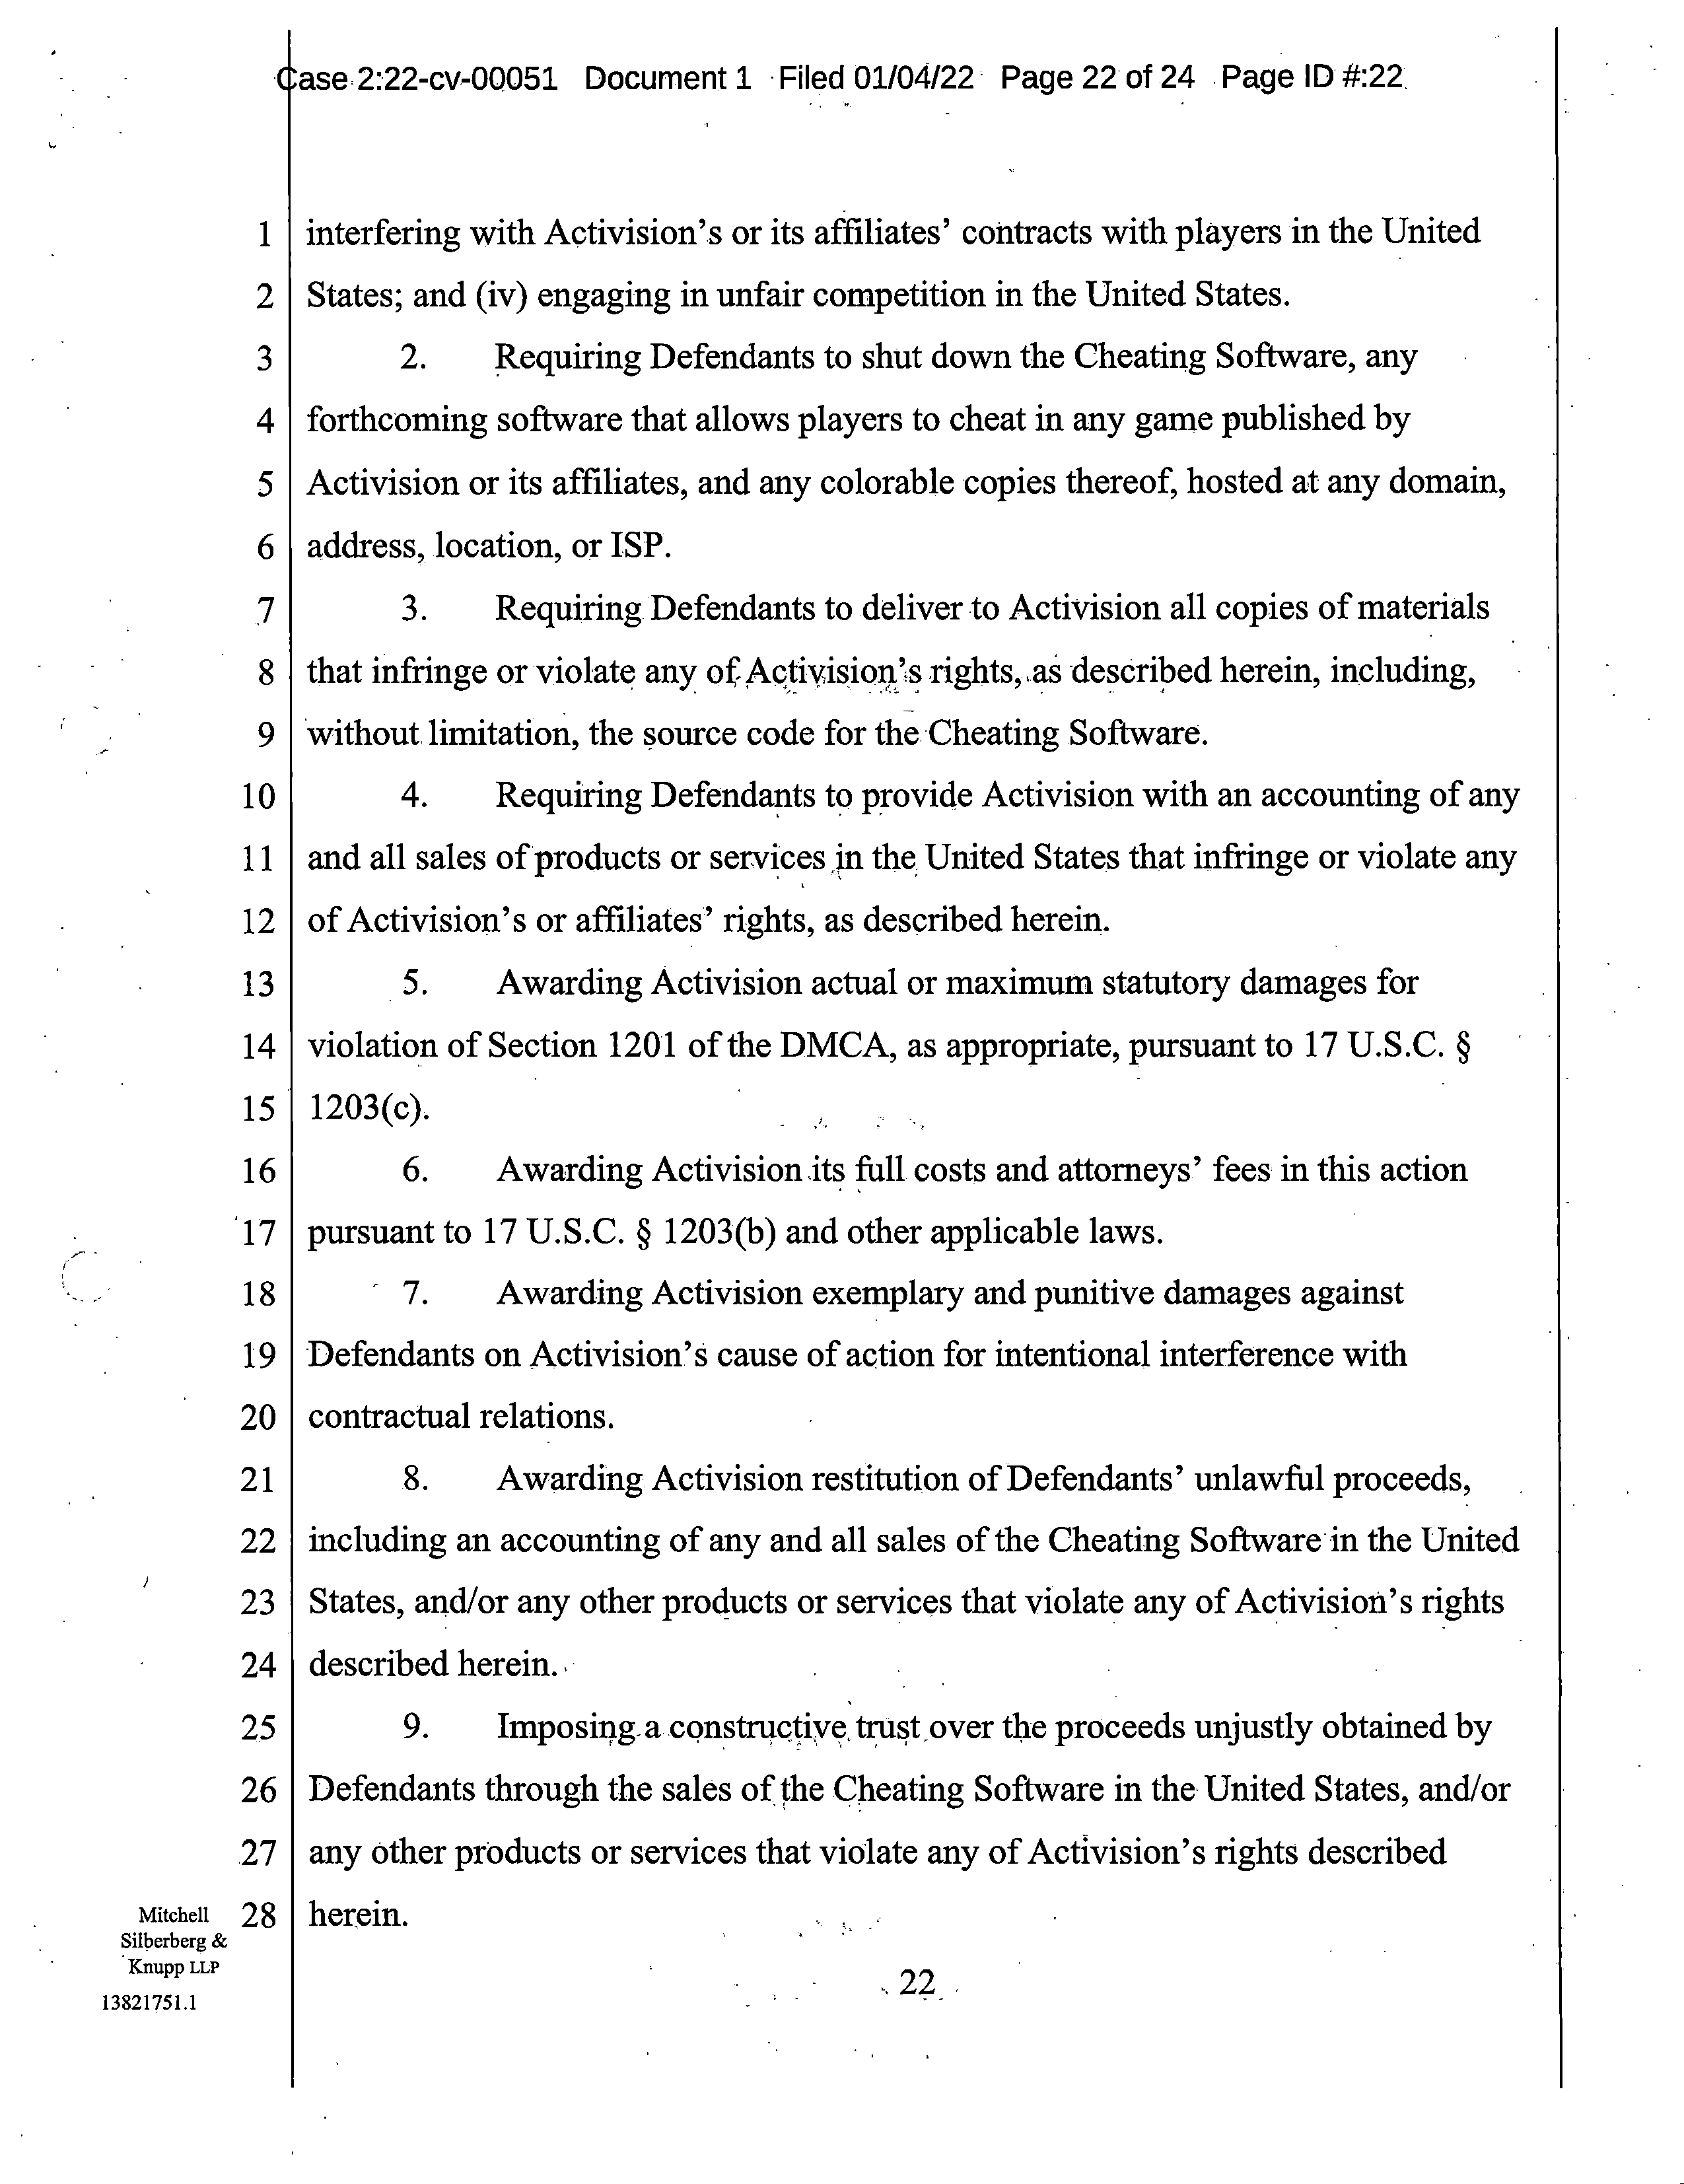 Case 2:22-cv-00051 Document 1 Filed 01/04/22 Page 22 of 24 Page ID #:22
1 interfering with Activision's or its affiliates' contracts with players in the United
2 States; and (iv) engaging in unfair competition in the United States.
3 2. Requiring Defendants to shut down the Cheating Software, any
4 forthcoming software that allows players to cheat in any game published by
5 Activision or its affiliates, and any colorable copies thereof, hosted at any domain,
6 address, location, or ISP.
7 3. Requiring Defendants to deliver to Activision all copies of materials
8 that infringe or violate any of Activision's rights, as described herein, including,
9 without limitation, the source code for the Cheating Software.
10 4. Requiring Defendants to provide Activision with an accounting of any
11 and all sales of products or services in the United States that infringe or violate any
12 of Activision's or affiliates' rights, as described herein.
13 5. Awarding Activision actual or maximum statutory damages for
14 violation of Section 1201 of the DMCA, as appropriate, pursuant to 17 U.S.C. §
15 1203(c).
16 6. Awarding Activision its full costs and attorneys' fees in this action
17 pursuant to 17 U.S.C. § 1203(b) and other applicable laws.
18 7. Awarding Activision exemplary and punitive damages against
19 Defendants on Activision's cause of action for intentional interference with
20 contractual relations.
21 8. Awarding Activision restitution of Defendants' unlawful proceeds,
22 including an accounting of any and all sales of the Cheating Software in the United
23 States, and/or any other products or services that violate any of Activision's rights
24 described herein.
25 9. Imposing a constructive trust over the proceeds unjustly obtained by
26 Defendants through the sales of the Cheating Software in the United States, and/or
27 any other products or services that violate any of Activision's rights described
28 herein.
Mitchell
Silberberg &
Knupp LLP
13821751.1
22